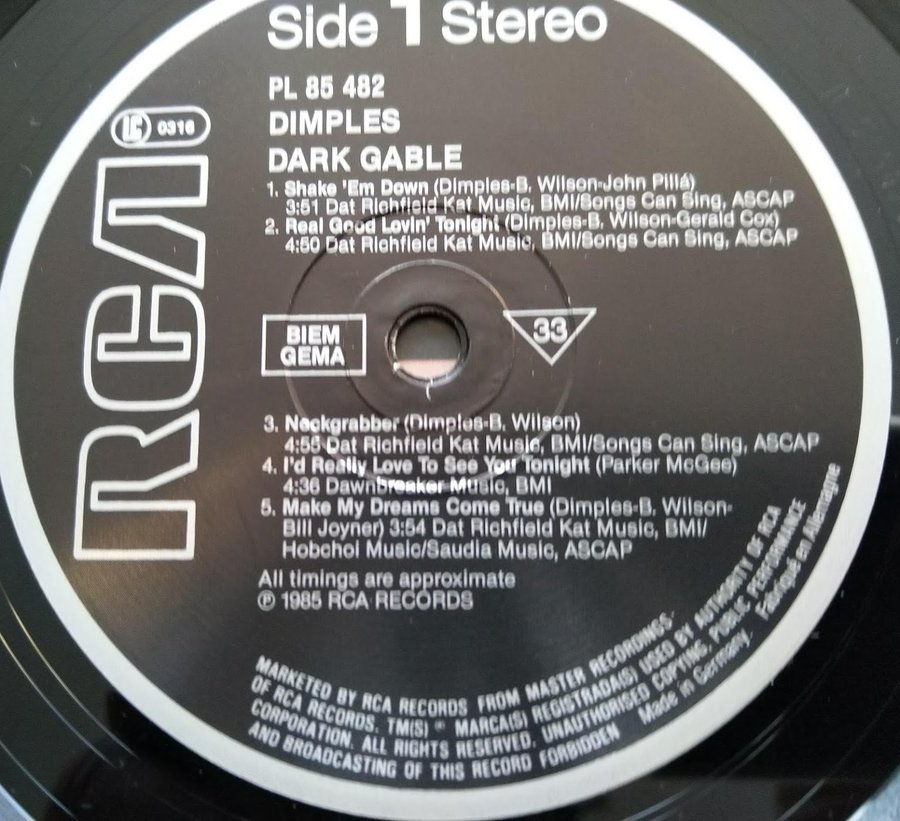 Side 1 Stereo
PL 85 482
LC 0316
DIMPLES
DARK GABLE
RCA
1. Shake 'Em Down (Dimples-B. Wilson-John Pillá)
3:51 Dat Richfield Kat Music, BMI/Songs Can Sing, ASCAP
2. Real Good Lovin' Tonight (Dimples-B. Wilson-Gerald Cox)
4:50 Dat Richfield Kat Music, BMI/Songs Can Sing, ASCAP
BIEM
GEMA
33
3. Neckgrabber (Dimples-B. Wilson)
4:55 Dat Richfield Kat Music, BMI/Songs Can Sing, ASCAP
4. I'd Really Love To See You Tonight (Parker McGee)
4:36 Dawnbreaker Music, BMI
5. Make My Dreams Come True (Dimples-B. Wilson-
Bill Joyner) 3:54 Dat Richfield Kat Music, BMI/
Hobchoi Music/Saudia Music, ASCAP
All timings are approximate
℗ 1985 RCA RECORDS
MARKETED BY RCA RECORDS FROM MASTER RECORDINGS
OF RCA RECORDS. TM(S) ® MARCA(S) REGISTRADA(S) USED BY AUTHORITY OF RCA
CORPORATION. ALL RIGHTS RESERVED. UNAUTHORISED COPYING, PUBLIC PERFORMANCE
AND BROADCASTING OF THIS RECORD FORBIDDEN Made in Germany. Fabriqué en Allemagne